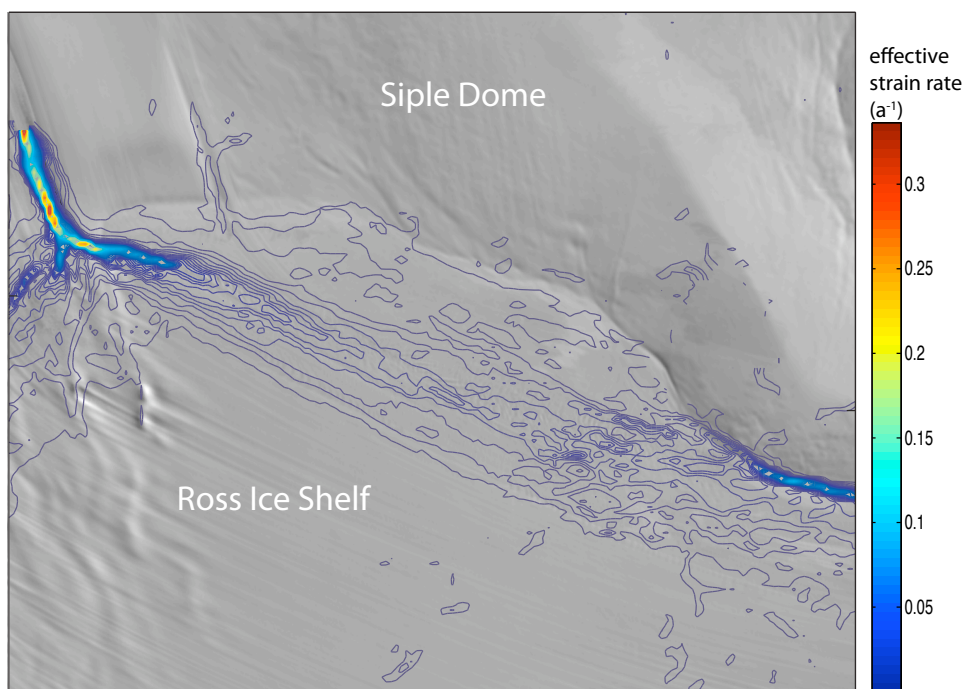 Siple Dome
Ross Ice Shelf
effective
strain rate
(a⁻¹)
0.3
0.25
0.2
0.15
0.1
0.05